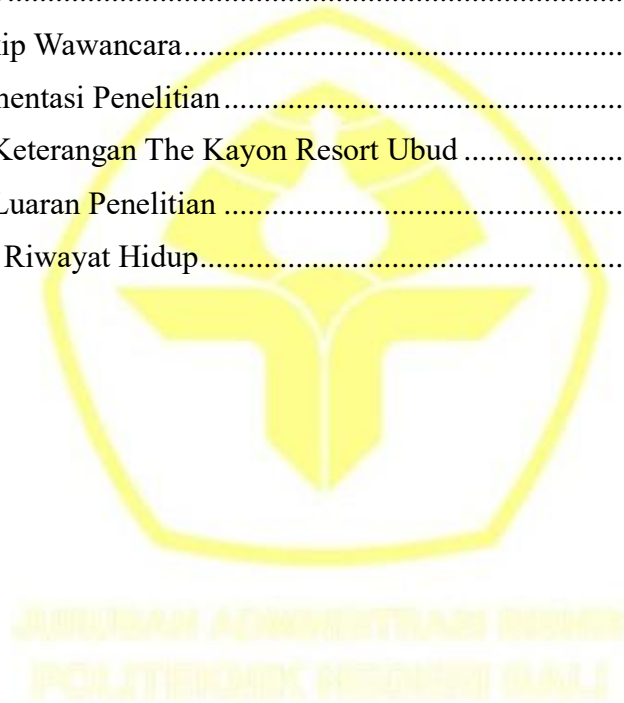 ip Wawancara................................................................
nentasi Penelitian................................................................
Keterangan The Kayon Resort Ubud................................
Luaran Penelitian................................................................
Riwayat Hidup................................................................
JURUSAN ADMINISTRASI BISNIS
POLITEKNIK NEGERI BALI